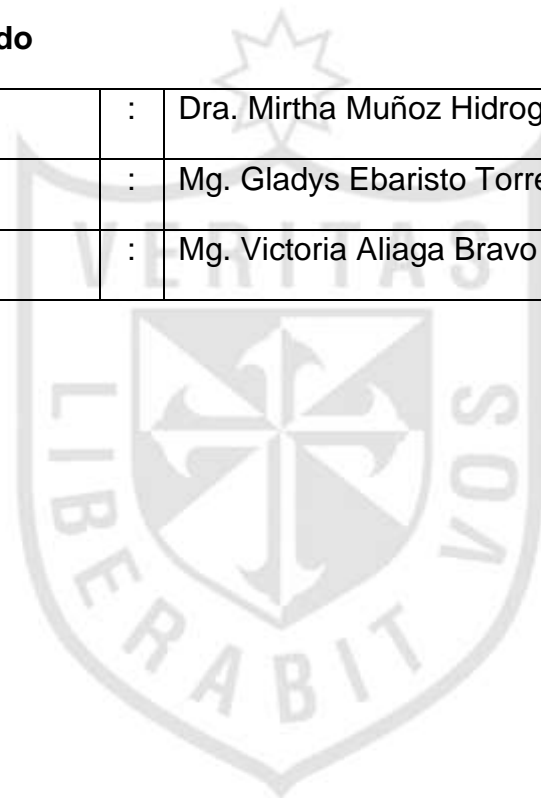 do
: Dra. Mirtha Muñoz Hidrog
: Mg. Gladys Ebaristo Torre
: Mg. Victoria Aliaga Bravo
VERITAS
LIBERABIT VOS